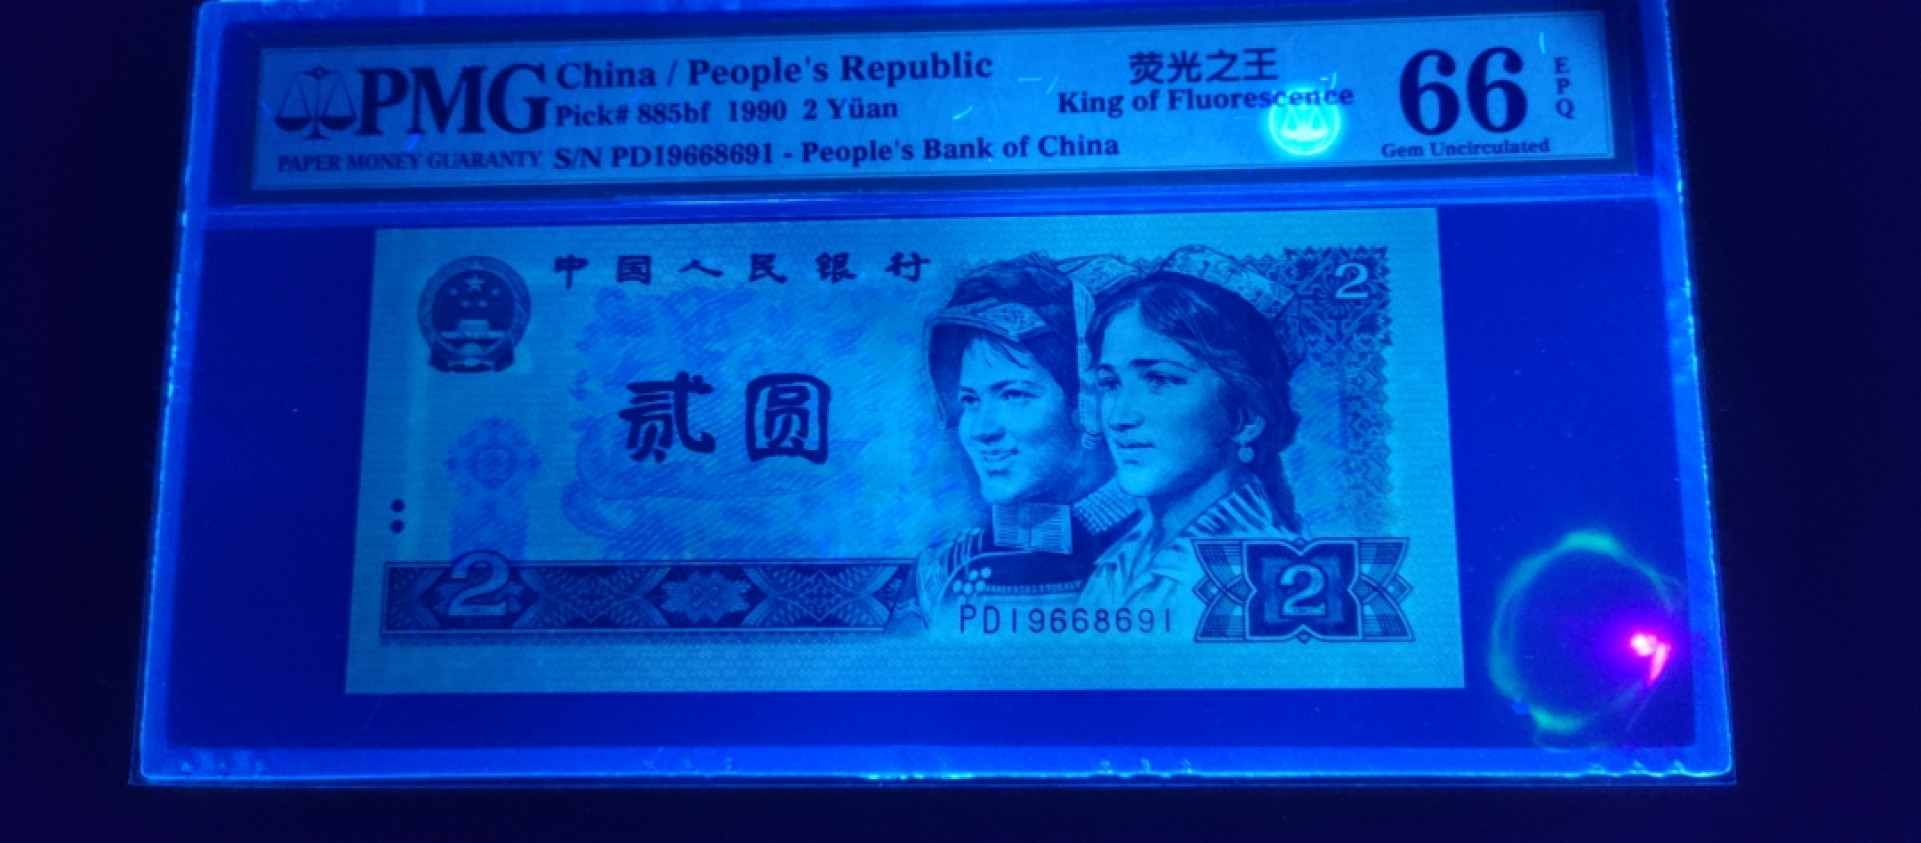 PMG
PAPER MONEY GUARANTY
China / People's Republic
Pick# 885bf 1990 2 Yüan
S/N PD19668691 - People's Bank of China
荧光之王
King of Fluorescence
66
EPQ
Gem Uncirculated
中国人民银行
2
贰圆
2
PD19668691
2